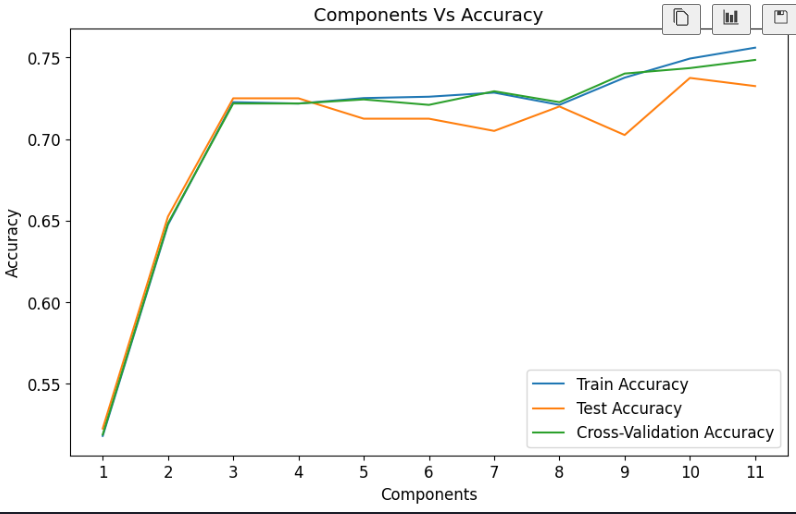 Components Vs Accuracy
0.75
0.70
0.65
0.60
0.55
Accuracy
Train Accuracy
Test Accuracy
Cross-Validation Accuracy
1 2 3 4 5 6 7 8 9 10 11
Components